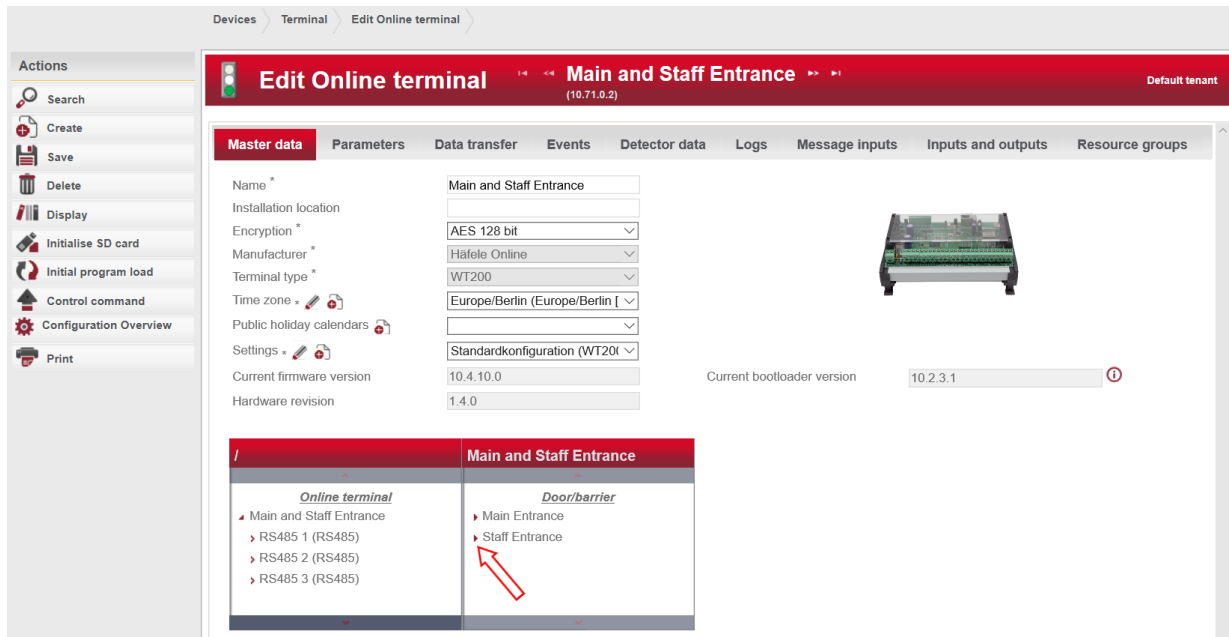 Devices Terminal Edit Online terminal
Actions
Search
Create
Save
Delete
Display
Initialise SD card
Initial program load
Control command
Configuration Overview
Print
Edit Online terminal Main and Staff Entrance
(10.71.0.2)
Default tenant
Master data Parameters Data transfer Events Detector data Logs Message inputs Inputs and outputs Resource groups
Name * Main and Staff Entrance
Installation location
Encryption * AES 128 bit
Manufacturer * Häfele Online
Terminal type * WT200
Time zone * Europe/Berlin (Europe/Berlin [
Public holiday calendars
Settings * Standardkonfiguration (WT20(
Current firmware version 10.4.10.0 Current bootloader version 10.2.3.1
Hardware revision 1.4.0
/ Main and Staff Entrance
Online terminal Door/barrier
Main and Staff Entrance Main Entrance
RS485 1 (RS485) Staff Entrance
RS485 2 (RS485)
RS485 3 (RS485)